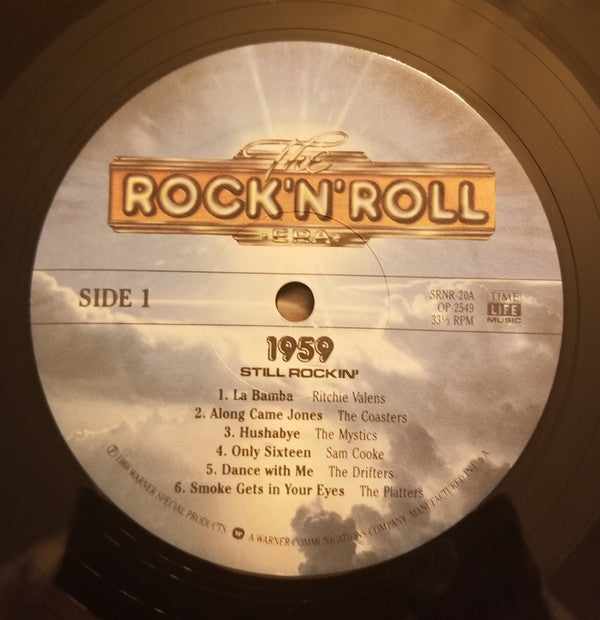 The
ROCK'N'ROLL
·ERA·
SIDE 1
SRNR-20A
OP-2549
33⅓ RPM
TIME
LIFE
MUSIC
1959
STILL ROCKIN'
1. La Bamba Ritchie Valens
2. Along Came Jones The Coasters
3. Hushabye The Mystics
4. Only Sixteen Sam Cooke
5. Dance with Me The Drifters
6. Smoke Gets in Your Eyes The Platters
℗ 1988 WARNER SPECIAL PRODUCTS A WARNER COMMUNICATIONS COMPANY. MANUFACTURED IN U.S.A.